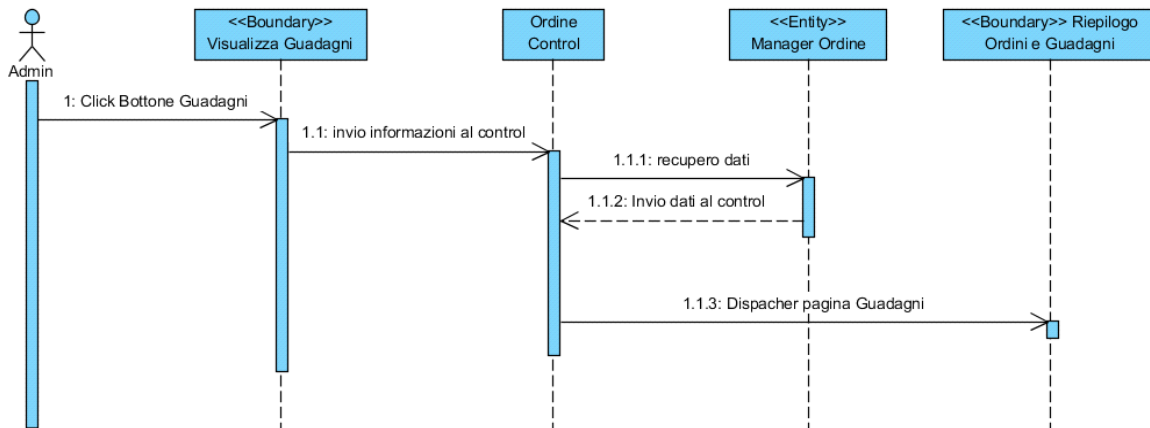 <<Boundary>>
Visualizza Guadagni
Ordine
Control
<<Entity>>
Manager Ordine
<<Boundary>> Riepilogo
Ordini e Guadagni
Admin
1: Click Bottone Guadagni
1.1: invio informazioni al control
1.1.1: recupero dati
1.1.2: Invio dati al control
1.1.3: Dispacher pagina Guadagni